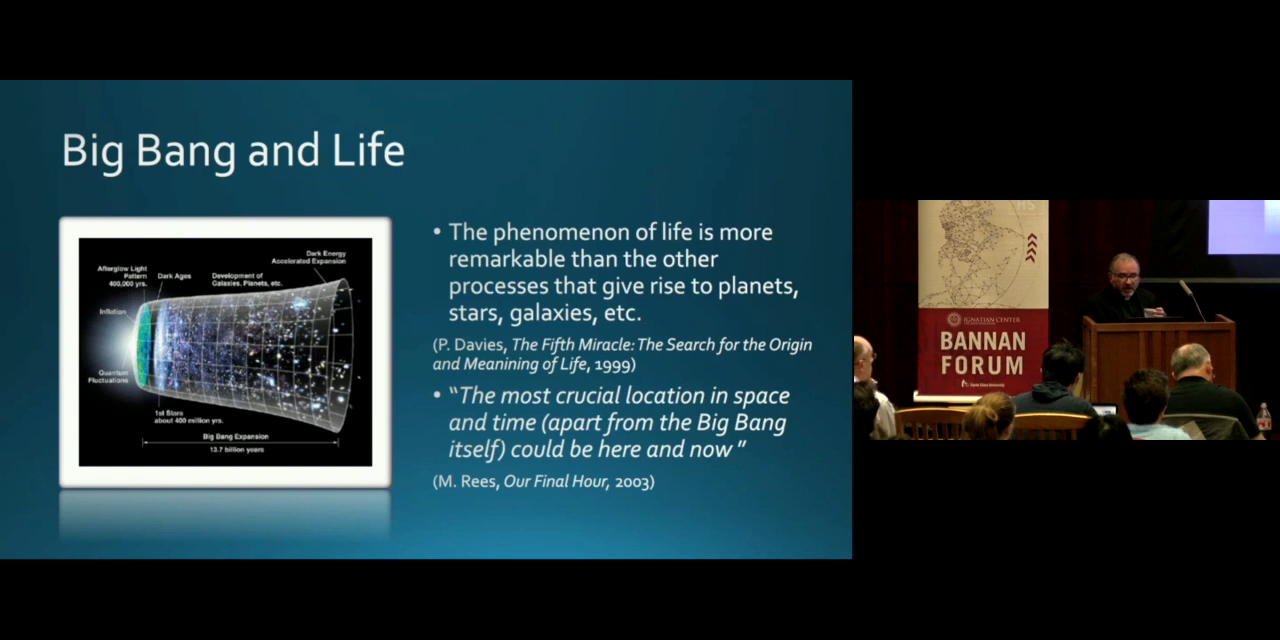 Big Bang and Life
Dark Energy
Accelerated Expansion
Afterglow Light
Pattern
400,000 yrs.
Dark Ages
Development of
Galaxies, Planets, etc.
Inflation
Quantum
Fluctuations
1st Stars
about 400 million yrs.
Big Bang Expansion
13.7 billion years
• The phenomenon of life is more
remarkable than the other
processes that give rise to planets,
stars, galaxies, etc.
(P. Davies, The Fifth Miracle: The Search for the Origin
and Meanining of Life, 1999)
• “The most crucial location in space
and time (apart from the Big Bang
itself) could be here and now ”
(M. Rees, Our Final Hour, 2003)
IGNATIAN CENTER
BANNAN
FORUM
Santa Clara University